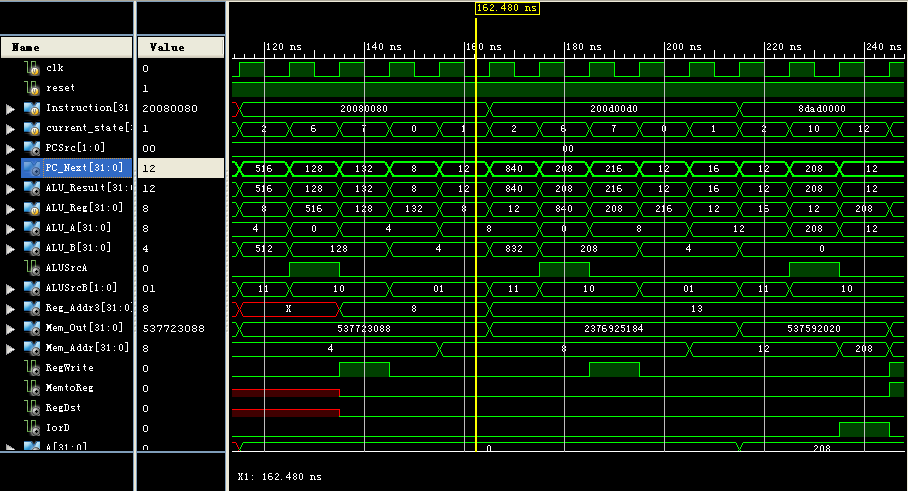 162.480 ns
Name Value
120 ns 140 ns 160 ns 180 ns 200 ns 220 ns 240 ns
clk 0
reset 1
Instruction[31 20080080 20080080 200d00d0 8dad0000
current_state[ 1 2 6 7 0 1 2 6 7 0 1 2 10 12
PCSrc[1:0] 00 00
PC_Next[31:0] 12 516 128 132 8 12 840 208 216 12 16 12 208 12
ALU_Result[31: 12 516 128 132 8 12 840 208 216 12 16 12 208 12
ALU_Reg[31:0] 8 8 516 128 132 8 12 840 208 216 12 16 12 208
ALU_A[31:0] 8 4 0 4 8 0 8 12 208 12
ALU_B[31:0] 4 512 128 4 832 208 4 0
ALUSrcA 0
ALUSrcB[1:0] 01 11 10 01 11 10 01 11 10
Reg_Addr3[31:0 8 X 8 13
Mem_Out[31:0] 537723088 537723088 2376925184 537592020
Mem_Addr[31:0] 8 4 8 12 208
RegWrite 0
MemtoReg 0
RegDst 0
IorD 0
A[31:0] 0 0 208
X1: 162.480 ns